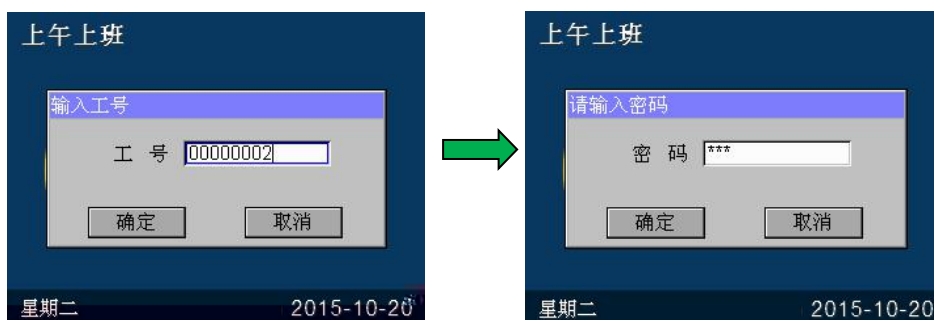 上午上班
输入工号
工 号 00000002
确定 取消
星期二 2015-10-20
上午上班
请输入密码
密 码 ***
确定 取消
星期二 2015-10-20